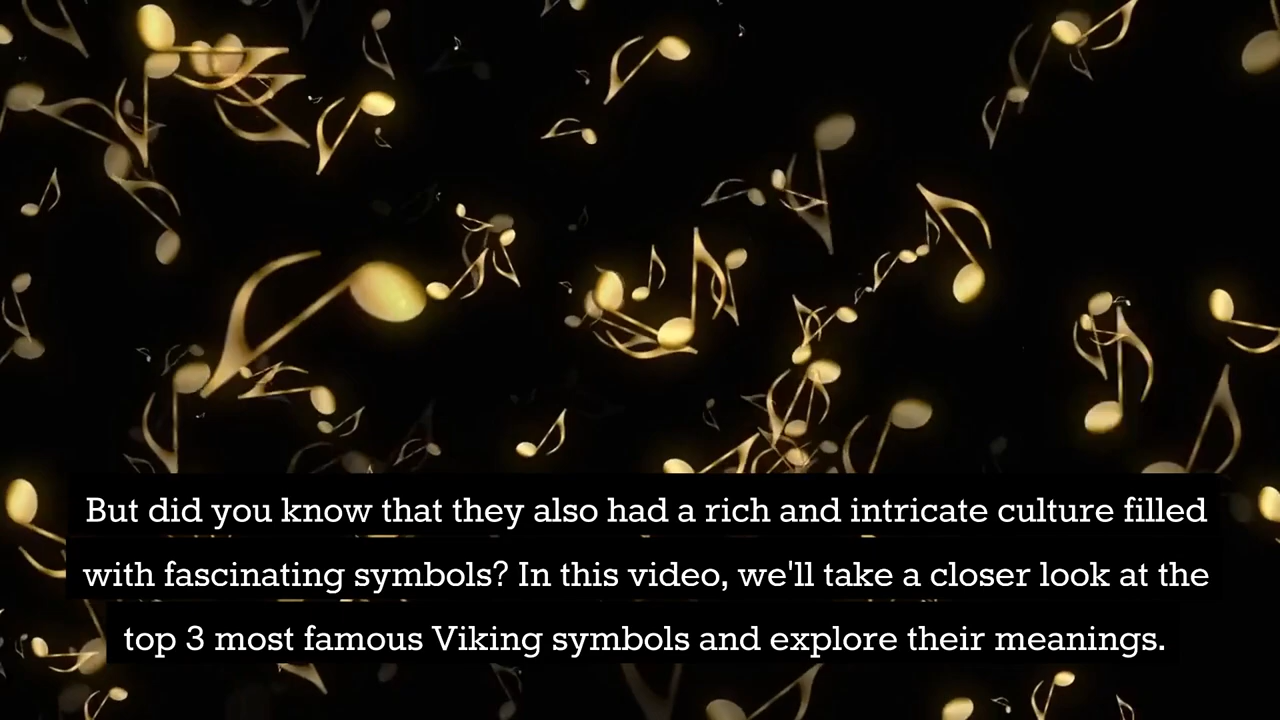 But did you know that they also had a rich and intricate culture filled
with fascinating symbols? In this video, we'll take a closer look at the
top 3 most famous Viking symbols and explore their meanings.